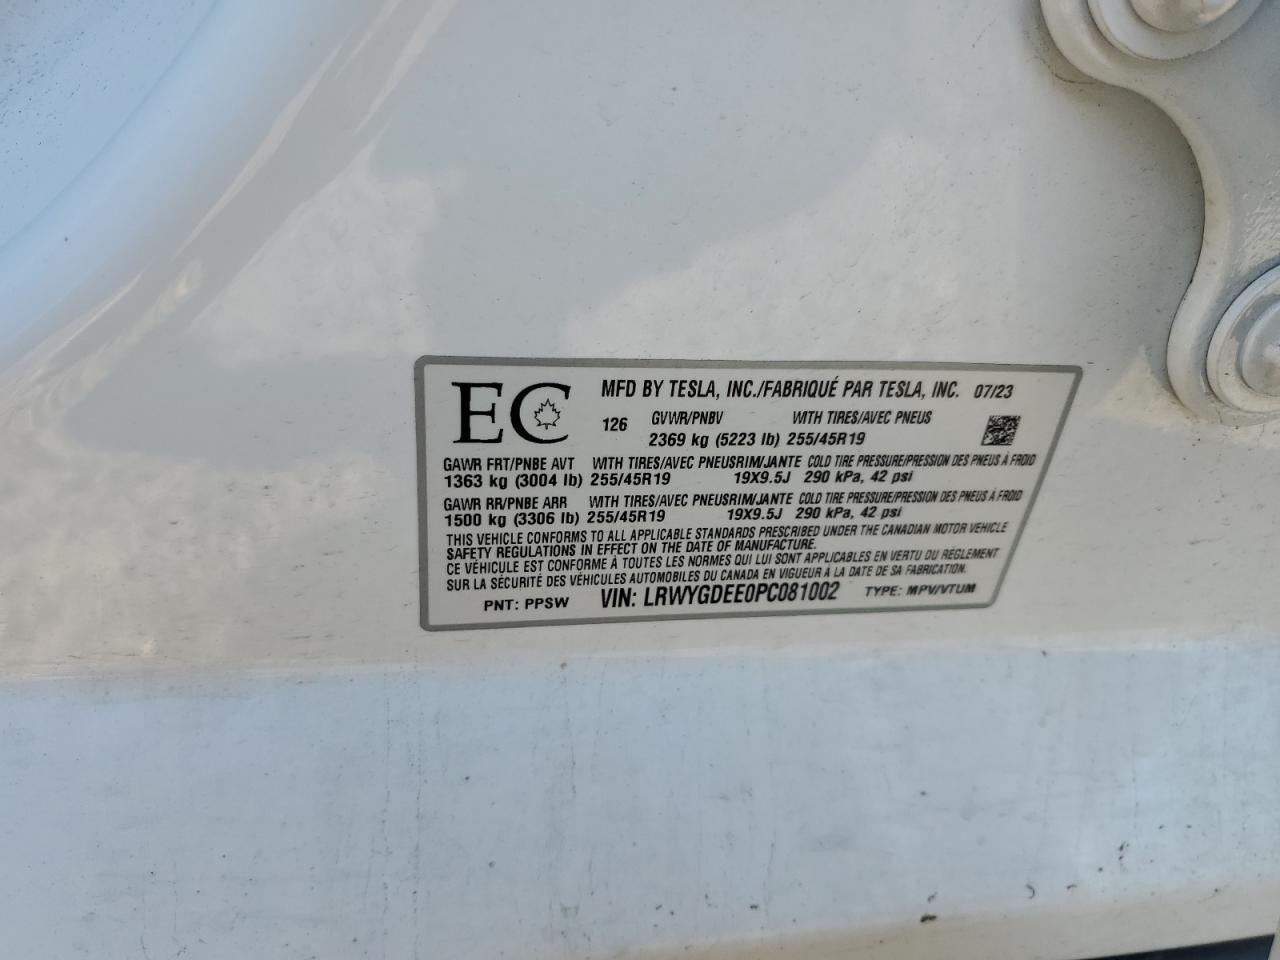 EC MFD BY TESLA, INC./FABRIQUÉ PAR TESLA, INC. 07/23
126 GVWR/PNBV WITH TIRES/AVEC PNEUS
2369 kg (5223 lb) 255/45R19
GAWR FRT/PNBE AVT WITH TIRES/AVEC PNEUS RIM/JANTE COLD TIRE PRESSURE/PRESSION DES PNEUS À FROID
1363 kg (3004 lb) 255/45R19 19X9.5J 290 kPa, 42 psi
GAWR RR/PNBE ARR WITH TIRES/AVEC PNEUS RIM/JANTE COLD TIRE PRESSURE/PRESSION DES PNEUS À FROID
1500 kg (3306 lb) 255/45R19 19X9.5J 290 kPa, 42 psi
THIS VEHICLE CONFORMS TO ALL APPLICABLE STANDARDS PRESCRIBED UNDER THE CANADIAN MOTOR VEHICLE
SAFETY REGULATIONS IN EFFECT ON THE DATE OF MANUFACTURE.
CE VÉHICULE EST CONFORME À TOUTES LES NORMES QUI LUI SONT APPLICABLES EN VERTU DU RÈGLEMENT
SUR LA SÉCURITÉ DES VÉHICULES AUTOMOBILES DU CANADA EN VIGUEUR À LA DATE DE SA FABRICATION.
PNT: PPSW VIN: LRWYGDEE0PC081002 TYPE: MPV/VTUM